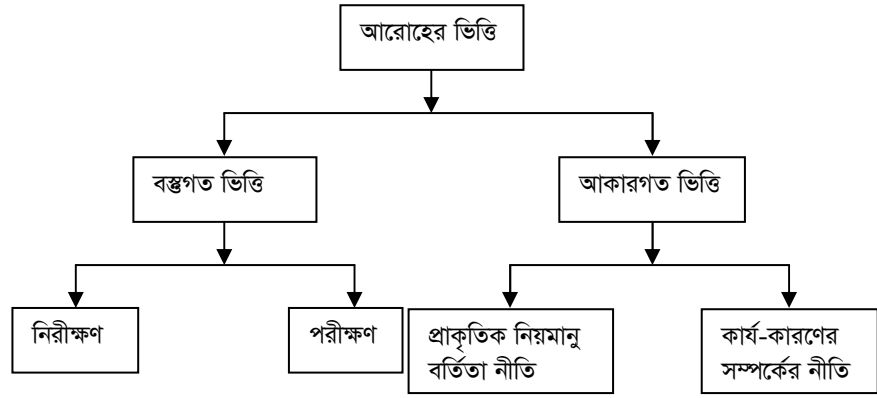 আরোহের ভিত্তি
বস্তুগত ভিত্তি
আকারগত ভিত্তি
নিরীক্ষণ
পরীক্ষণ
প্রাকৃতিক নিয়মানু
বর্তিতা নীতি
কার্য-কারণের
সম্পর্কের নীতি